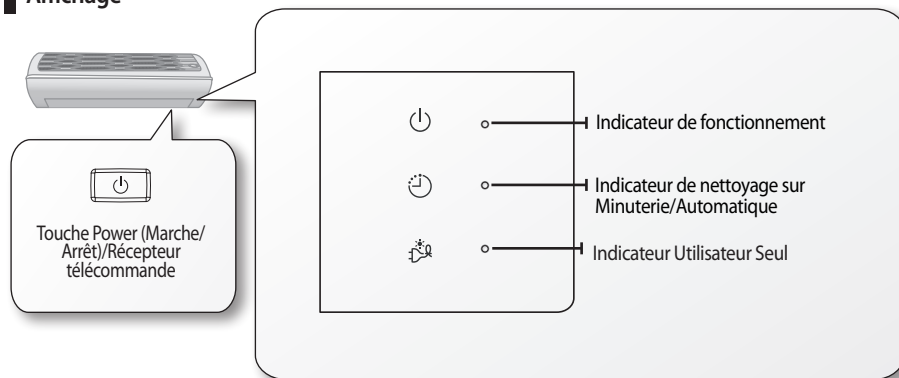 Affichage
Indicateur de fonctionnement
Indicateur de nettoyage sur
Minuterie/Automatique
Indicateur Utilisateur Seul
Touche Power (Marche/
Arrêt)/Récepteur
télécommande